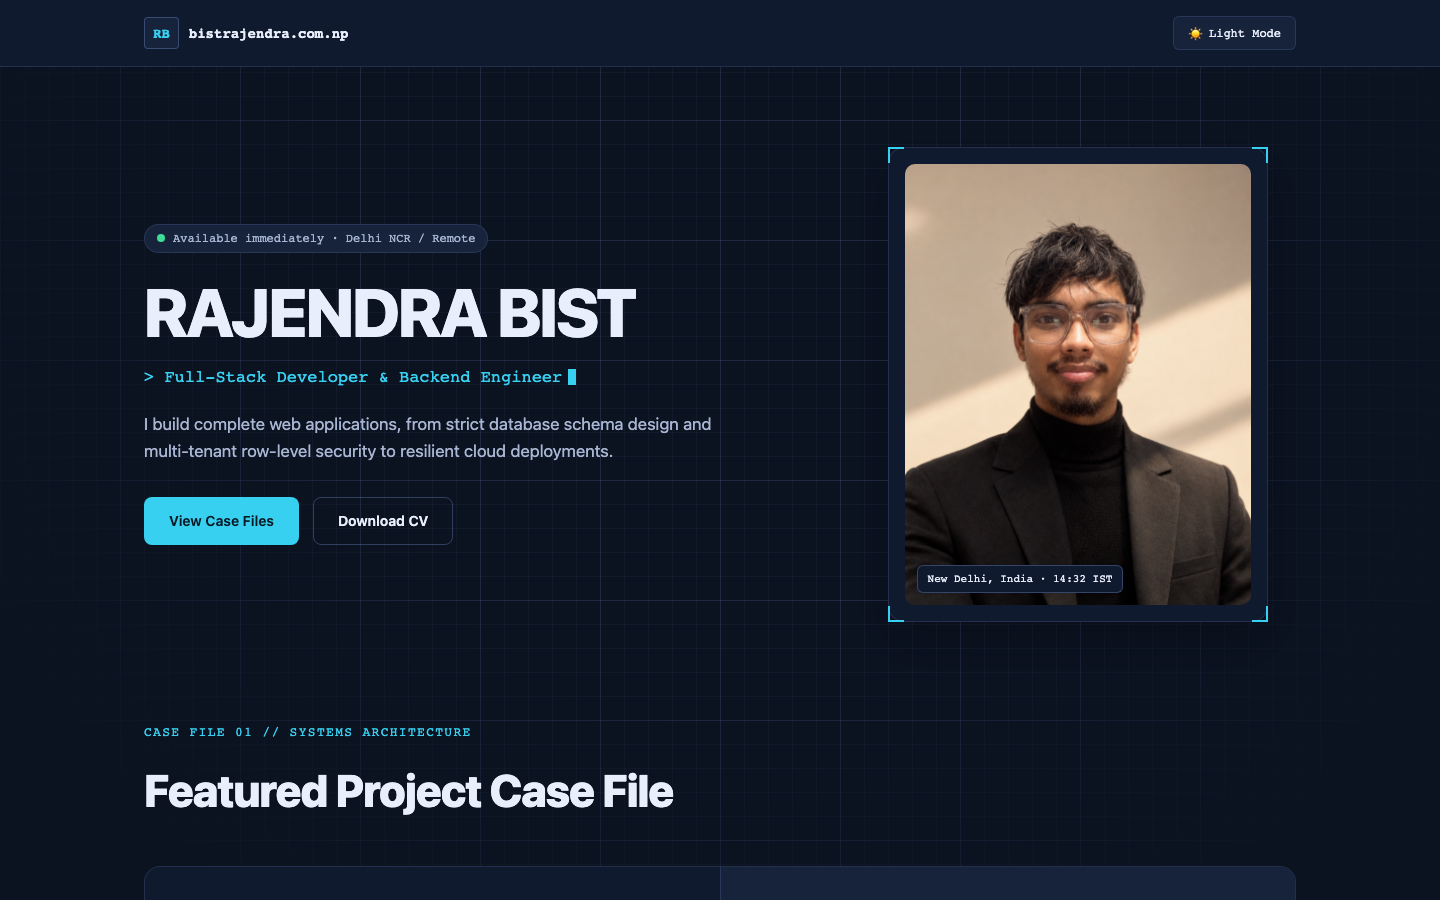 RB
bistrajendra.com.np
☀️ Light Mode
Available immediately · Delhi NCR / Remote
RAJENDRA BIST
> Full-Stack Developer & Backend Engineer
I build complete web applications, from strict database schema design and
multi-tenant row-level security to resilient cloud deployments.
View Case Files
Download CV
New Delhi, India · 14:32 IST
CASE FILE 01 // SYSTEMS ARCHITECTURE
Featured Project Case File